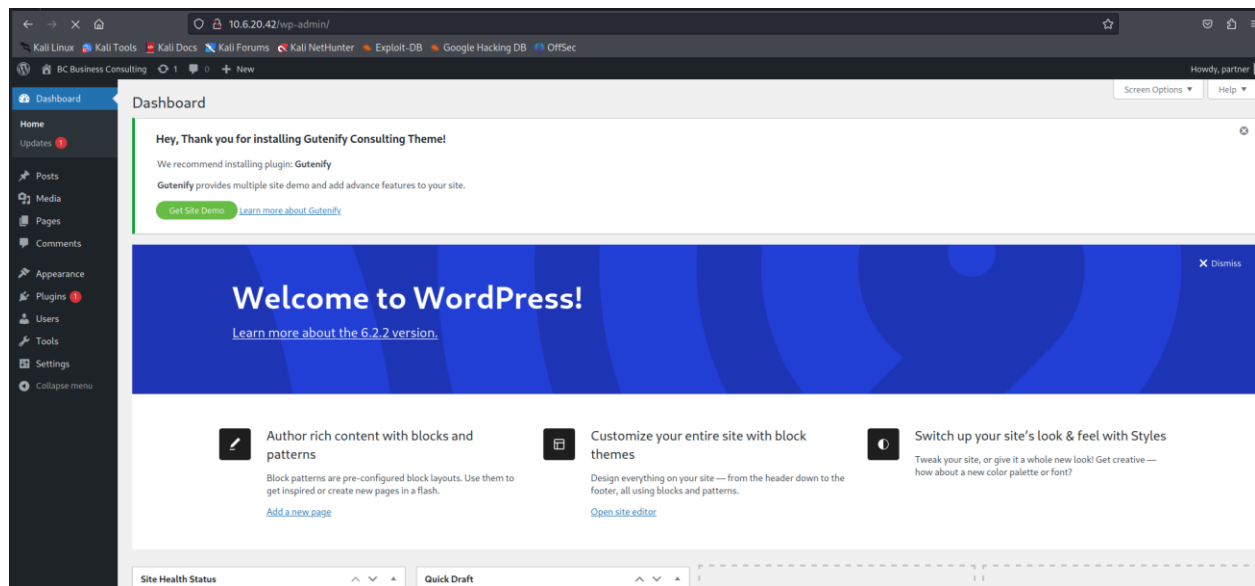 10.6.20.42/wp-admin/
Kali Linux Kali Tools Kali Docs Kali Forums Kali NetHunter Exploit-DB Google Hacking DB OffSec
BC Business Consulting 1 0 + New Howdy, partner
Dashboard
Home
Updates 1
Posts
Media
Pages
Comments
Appearance
Plugins 1
Users
Tools
Settings
Collapse menu
Screen Options ▼ Help ▼
Dashboard
Hey, Thank you for installing Gutenify Consulting Theme!
We recommend installing plugin: Gutenify
Gutenify provides multiple site demo and add advance features to your site.
Get Site Demo Learn more about Gutenify
Dismiss
Welcome to WordPress!
Learn more about the 6.2.2 version.
Author rich content with blocks and
patterns
Block patterns are pre-configured block layouts. Use them to
get inspired or create new pages in a flash.
Add a new page
Customize your entire site with block
themes
Design everything on your site — from the header down to the
footer, all using blocks and patterns.
Open site editor
Switch up your site's look & feel with Styles
Tweak your site, or give it a whole new look! Get creative —
how about a new color palette or font?
Site Health Status
Quick Draft